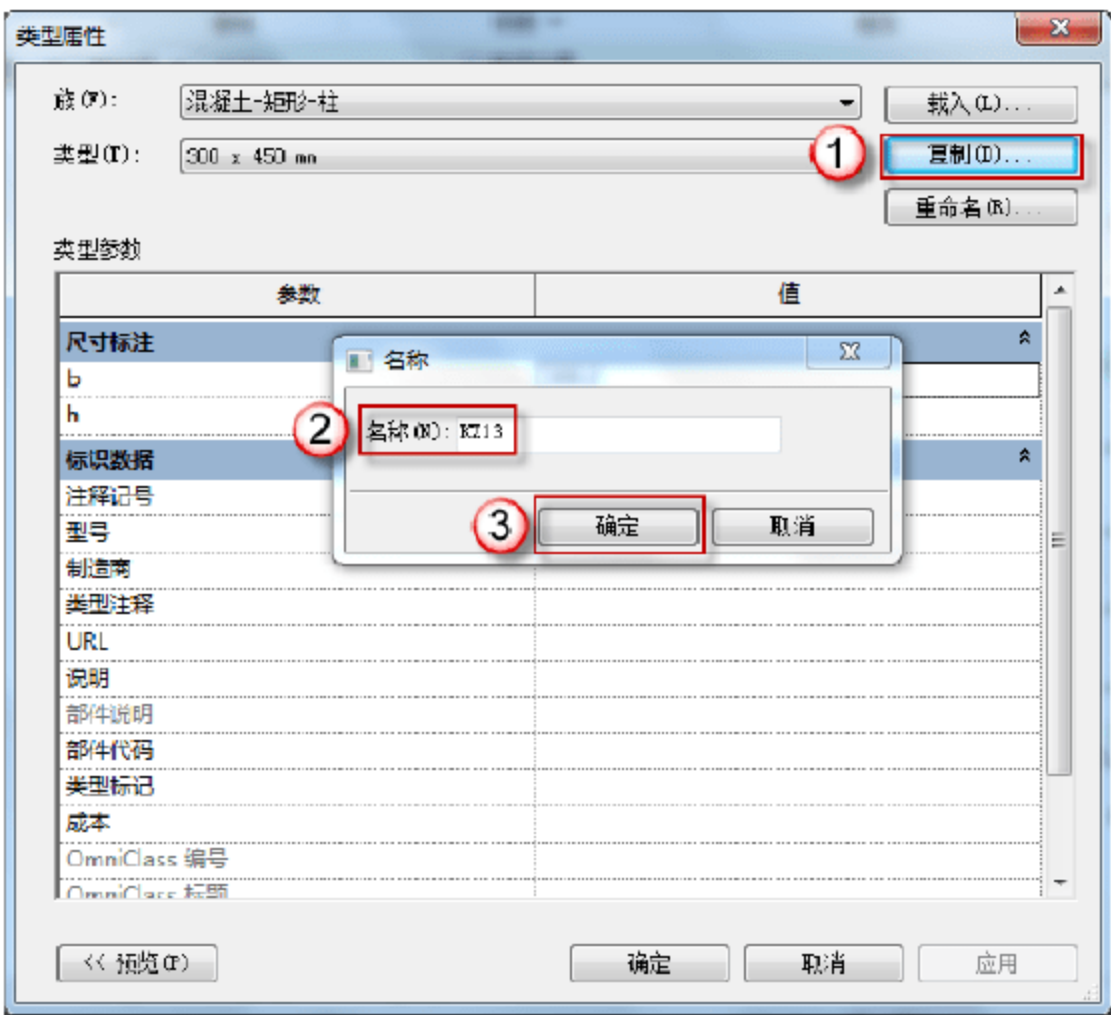 类型属性
族(F): 混凝土-矩形-柱 载入(L)...
类型(T): 300 x 450 mm ① 复制(D)...
重命名(R)...
类型参数
参数 值
尺寸标注
b
h
标识数据
注释记号
型号
制造商
类型注释
URL
说明
部件说明
部件代码
类型标记
成本
OmniClass 编号
OmniClass 标题
名称
② 名称(N): KZ13
③ 确定 取消
<< 预览(P) 确定 取消 应用